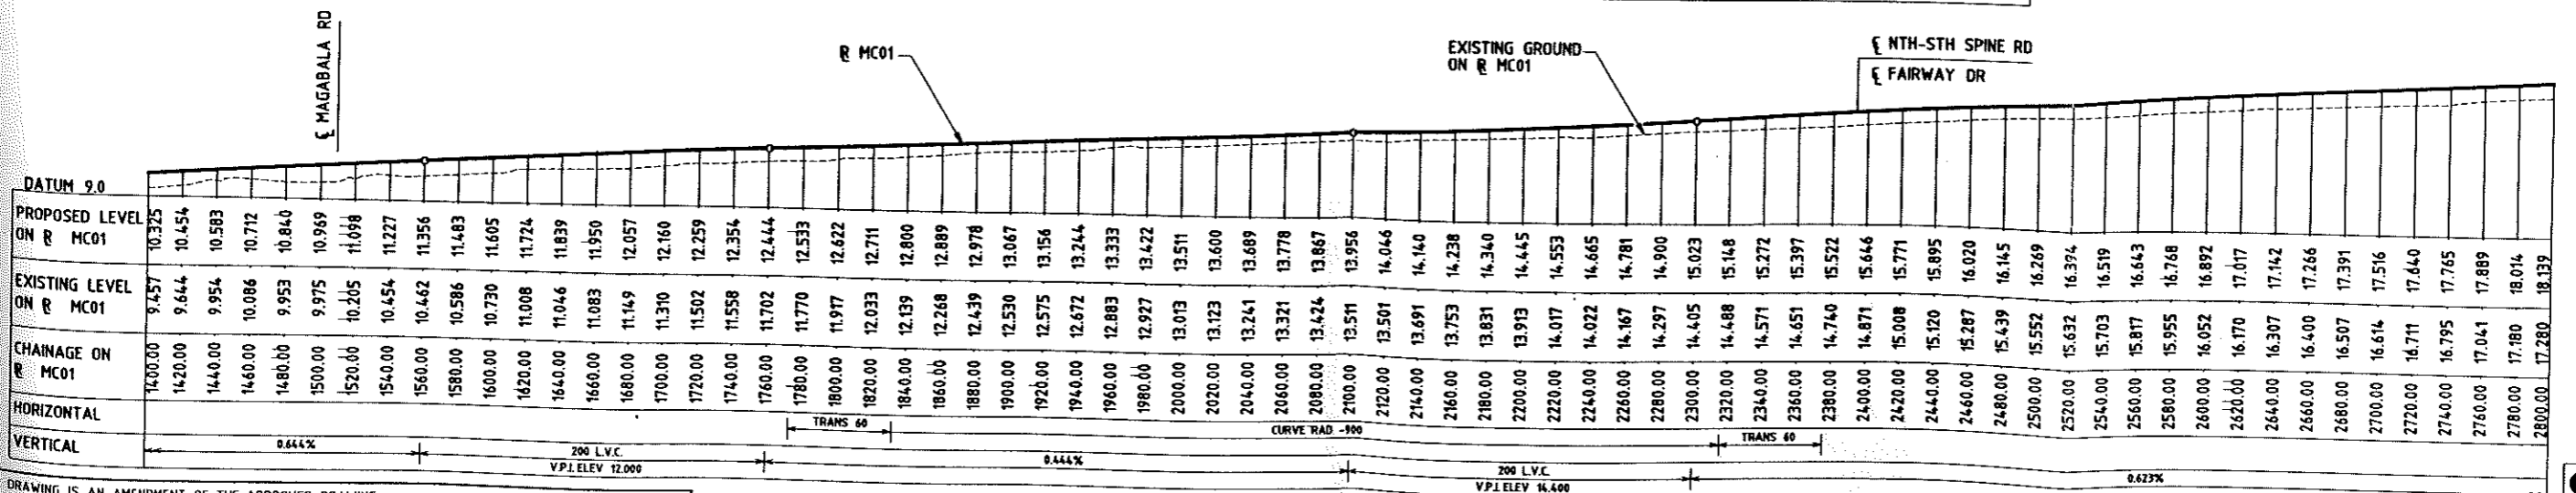 ℄ MAGABALA RD
℞ MC01
EXISTING GROUND
ON ℞ MC01
℄ NTH-STH SPINE RD
℄ FAIRWAY DR
DATUM 9.0
PROPOSED LEVEL
ON ℞ MC01
10.325 10.454 10.583 10.712 10.840 10.969 11.098 11.227 11.356 11.483 11.605 11.724 11.839 11.950 12.057 12.160 12.259 12.354 12.444 12.533 12.622 12.711 12.800 12.889 12.978 13.067 13.156 13.244 13.333 13.422 13.511 13.600 13.689 13.778 13.867 13.956 14.046 14.140 14.238 14.340 14.445 14.553 14.665 14.781 14.900 15.023 15.148 15.272 15.397 15.522 15.646 15.771 15.895 16.020 16.145 16.269 16.394 16.519 16.643 16.768 16.892 17.017 17.142 17.266 17.391 17.516 17.640 17.765 17.889 18.014 18.139
EXISTING LEVEL
ON ℞ MC01
9.457 9.644 9.954 10.086 9.953 9.975 10.205 10.454 10.462 10.586 10.730 11.008 11.046 11.083 11.149 11.310 11.502 11.558 11.702 11.770 11.917 12.033 12.139 12.268 12.439 12.530 12.575 12.672 12.883 12.927 13.013 13.123 13.241 13.321 13.424 13.511 13.501 13.691 13.753 13.831 13.913 14.017 14.022 14.167 14.297 14.405 14.488 14.571 14.651 14.740 14.871 15.008 15.120 15.287 15.439 15.552 15.632 15.703 15.817 15.955 16.052 16.170 16.307 16.400 16.507 16.614 16.711 16.795 17.041 17.180 17.280
CHAINAGE ON
℞ MC01
1400.00 1420.00 1440.00 1460.00 1480.00 1500.00 1520.00 1540.00 1560.00 1580.00 1600.00 1620.00 1640.00 1660.00 1680.00 1700.00 1720.00 1740.00 1760.00 1780.00 1800.00 1820.00 1840.00 1860.00 1880.00 1900.00 1920.00 1940.00 1960.00 1980.00 2000.00 2020.00 2040.00 2060.00 2080.00 2100.00 2120.00 2140.00 2160.00 2180.00 2200.00 2220.00 2240.00 2260.00 2280.00 2300.00 2320.00 2340.00 2360.00 2380.00 2400.00 2420.00 2440.00 2460.00 2480.00 2500.00 2520.00 2540.00 2560.00 2580.00 2600.00 2620.00 2640.00 2660.00 2680.00 2700.00 2720.00 2740.00 2760.00 2780.00 2800.00
HORIZONTAL
TRANS 60 CURVE RAD -900 TRANS 60
VERTICAL
0.644% 200 L.V.C. 0.444% 200 L.V.C. 0.623%
V.P.I. ELEV 12.000 V.P.I. ELEV 14.400
DRAWING IS AN AMENDMENT OF THE APPROVED DRAWING